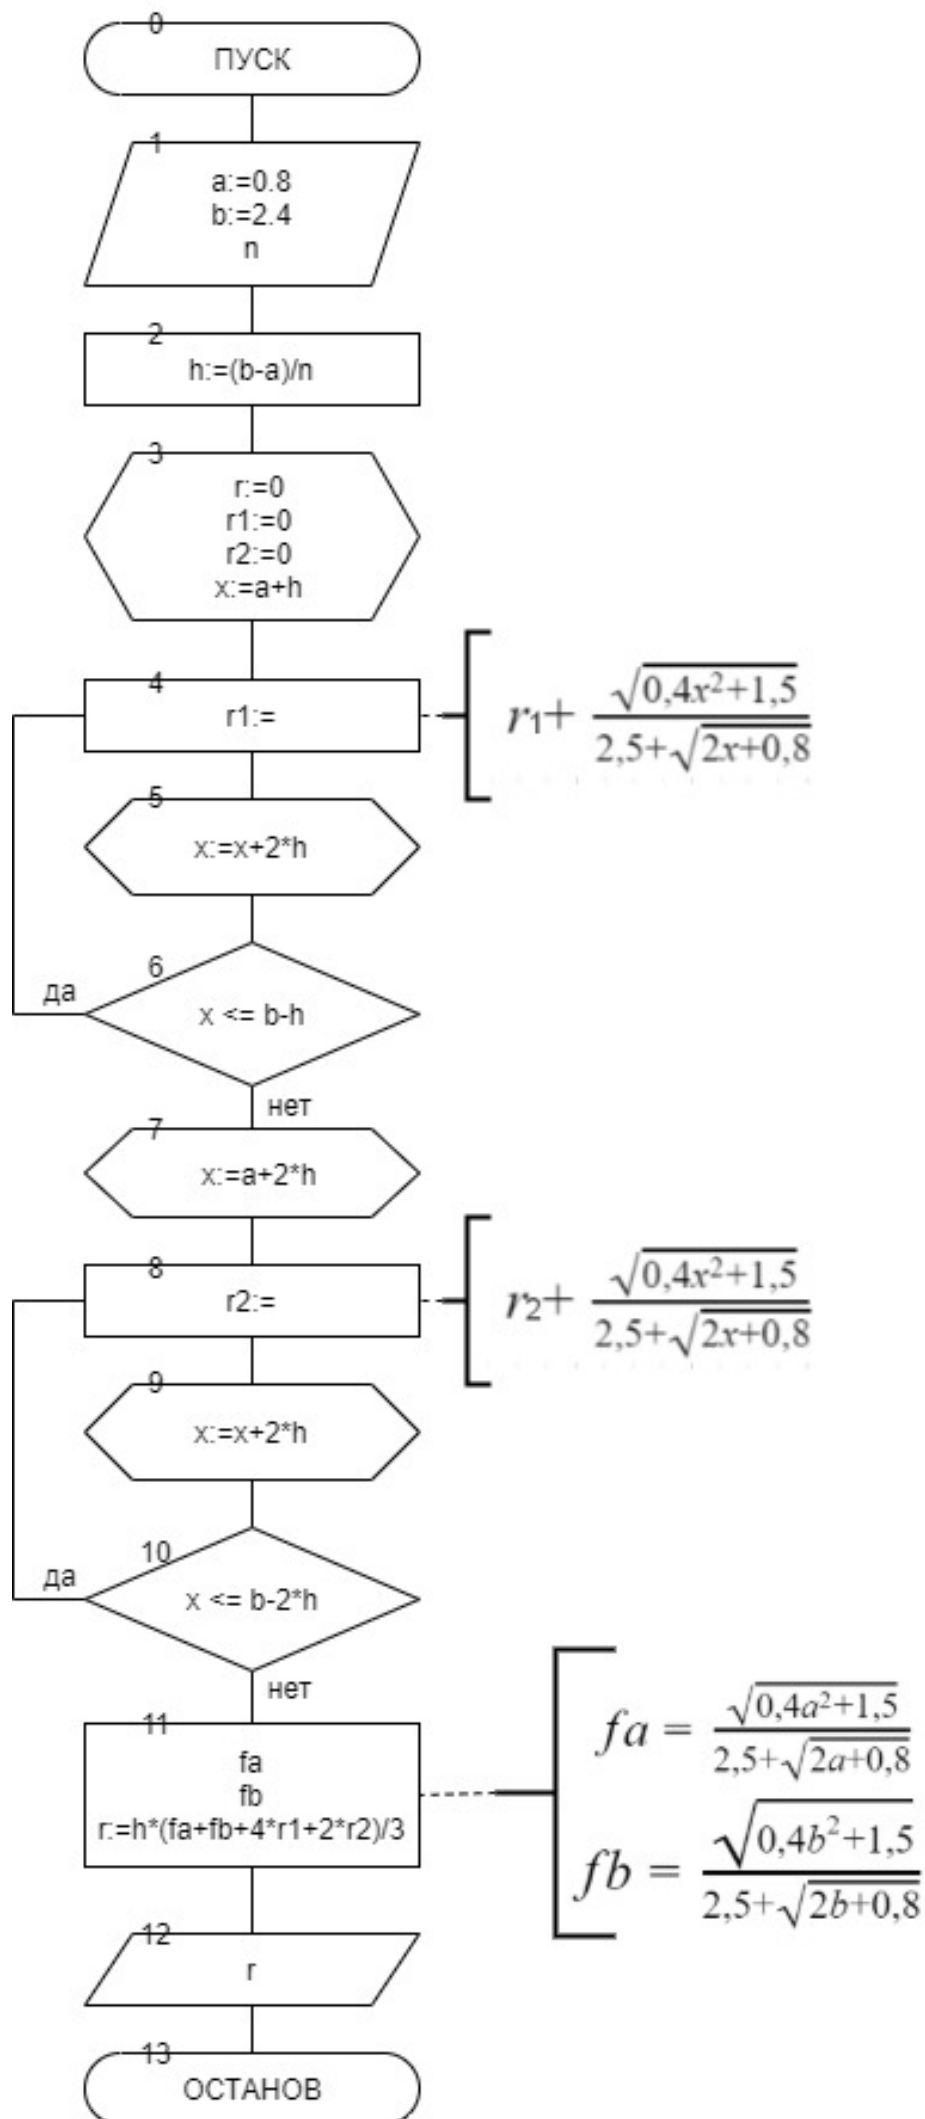 0
ПУСК
1
a:=0.8
b:=2.4
n
2
h:=(b-a)/n
3
r:=0
r1:=0
r2:=0
x:=a+h
4
r1:=
r₁+ √(0,4x²+1,5) / 2,5+√(2x+0,8)
5
x:=x+2*h
6
да
x <= b-h
нет
7
x:=a+2*h
8
r2:=
r₂+ √(0,4x²+1,5) / 2,5+√(2x+0,8)
9
x:=x+2*h
10
да
x <= b-2*h
нет
11
fa
fb
r:=h*(fa+fb+4*r1+2*r2)/3
fa = √(0,4a²+1,5) / 2,5+√(2a+0,8)
fb = √(0,4b²+1,5) / 2,5+√(2b+0,8)
12
r
13
ОСТАНОВ